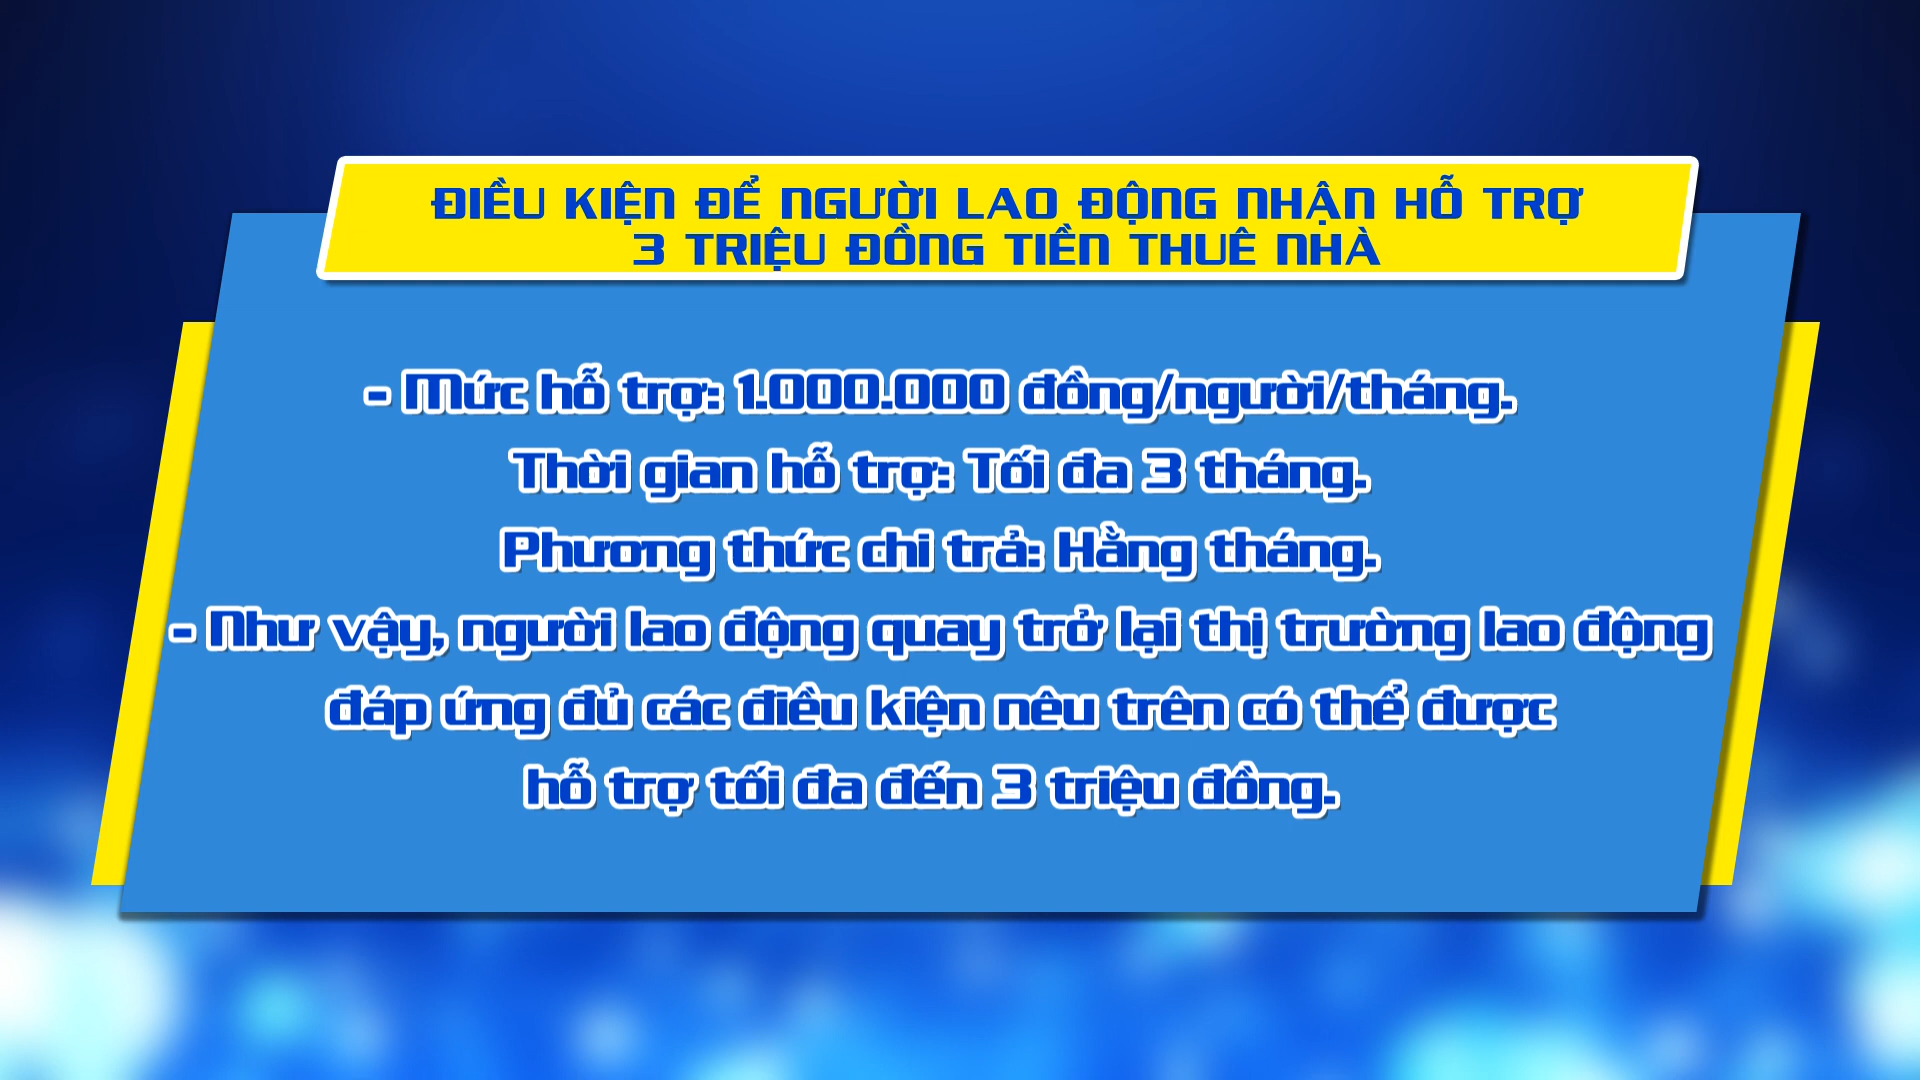 ĐIỀU KIỆN ĐỂ NGƯỜI LAO ĐỘNG NHẬN HỖ TRỢ
3 TRIỆU ĐỒNG TIỀN THUÊ NHÀ
- Mức hỗ trợ: 1.000.000 đồng/người/tháng.
Thời gian hỗ trợ: Tối đa 3 tháng.
Phương thức chi trả: Hằng tháng.
- Như vậy, người lao động quay trở lại thị trường lao động
đáp ứng đủ các điều kiện nêu trên có thể được
hỗ trợ tối đa đến 3 triệu đồng.